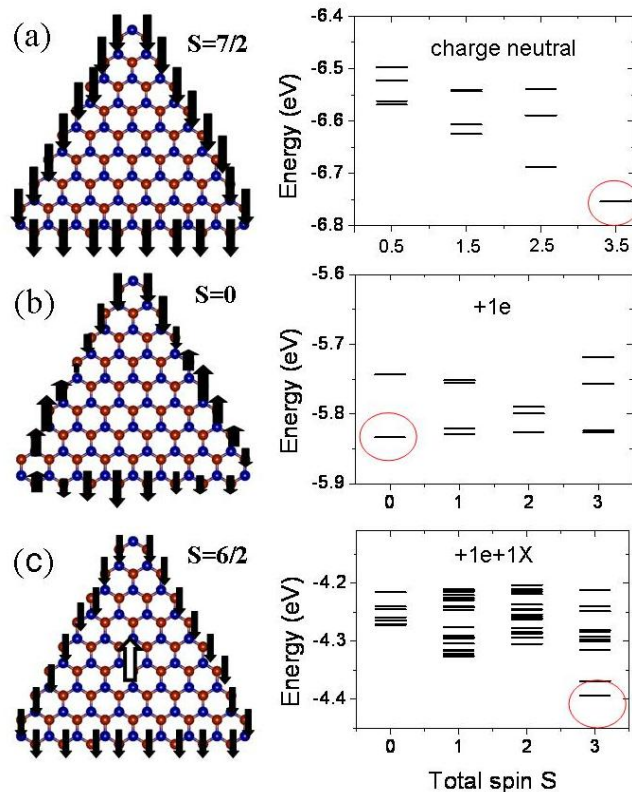 (a)
S=7/2
charge neutral
Energy (eV)
-6.4
-6.5
-6.6
-6.7
-6.8
0.5 1.5 2.5 3.5
(b)
S=0
+1e
Energy (eV)
-5.6
-5.7
-5.8
-5.9
0 1 2 3
(c)
S=6/2
+1e+1X
Energy (eV)
-4.2
-4.3
-4.4
0 1 2 3
Total spin S